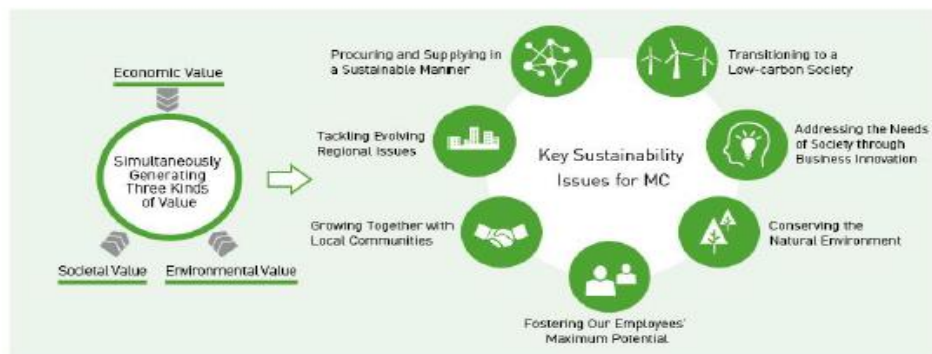 Economic Value
Simultaneously
Generating
Three Kinds
of Value
Societal Value
Environmental Value
Procuring and Supplying in
a Sustainable Manner
Transitioning to a
Low-carbon Society
Tackling Evolving
Regional Issues
Key Sustainability
Issues for MC
Addressing the Needs
of Society through
Business Innovation
Growing Together with
Local Communities
Conserving the
Natural Environment
Fostering Our Employees'
Maximum Potential